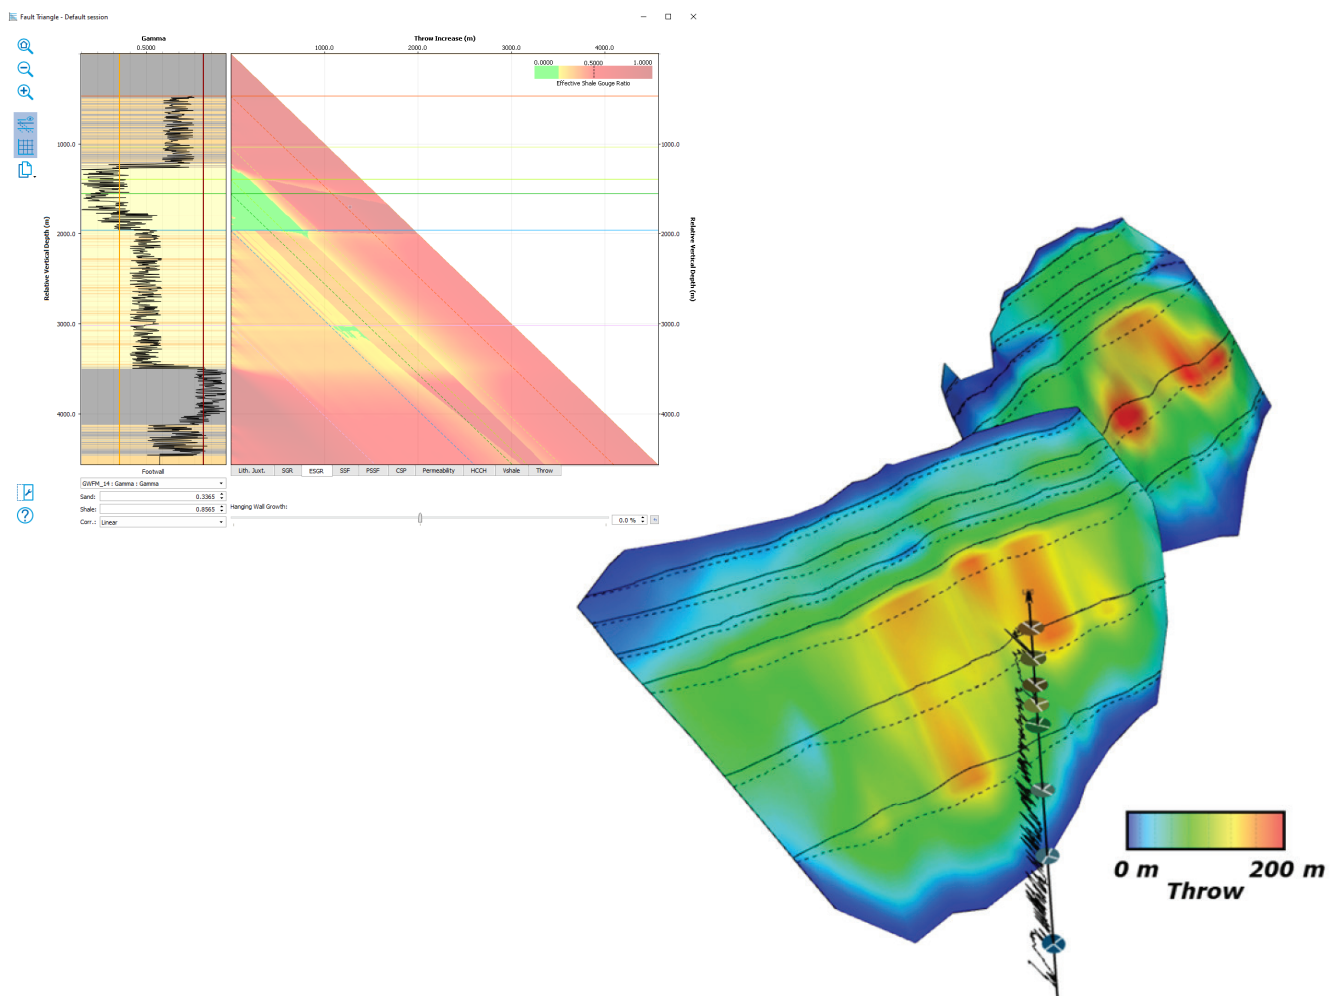 Fault Triangle - Default session
Gamma
0.5000
Throw Increase (m)
1000.0 2000.0 3000.0 4000.0
0.0000 0.5000 1.0000
Effective Shale Gouge Ratio
Relative Vertical Depth (m)
1000.0
2000.0
3000.0
4000.0
1000.0
2000.0
3000.0
4000.0
Relative Vertical Depth (m)
Footwall
Lith. Juxt. SGR ESGR SSF PSSF CSP Permeability HCCH Vshale Throw
GWFM_14 : Gamma : Gamma
Sand: 0.3365
Shale: 0.8565
Corr.: Linear
Hanging Wall Growth:
0.0 %
0 m 200 m
Throw